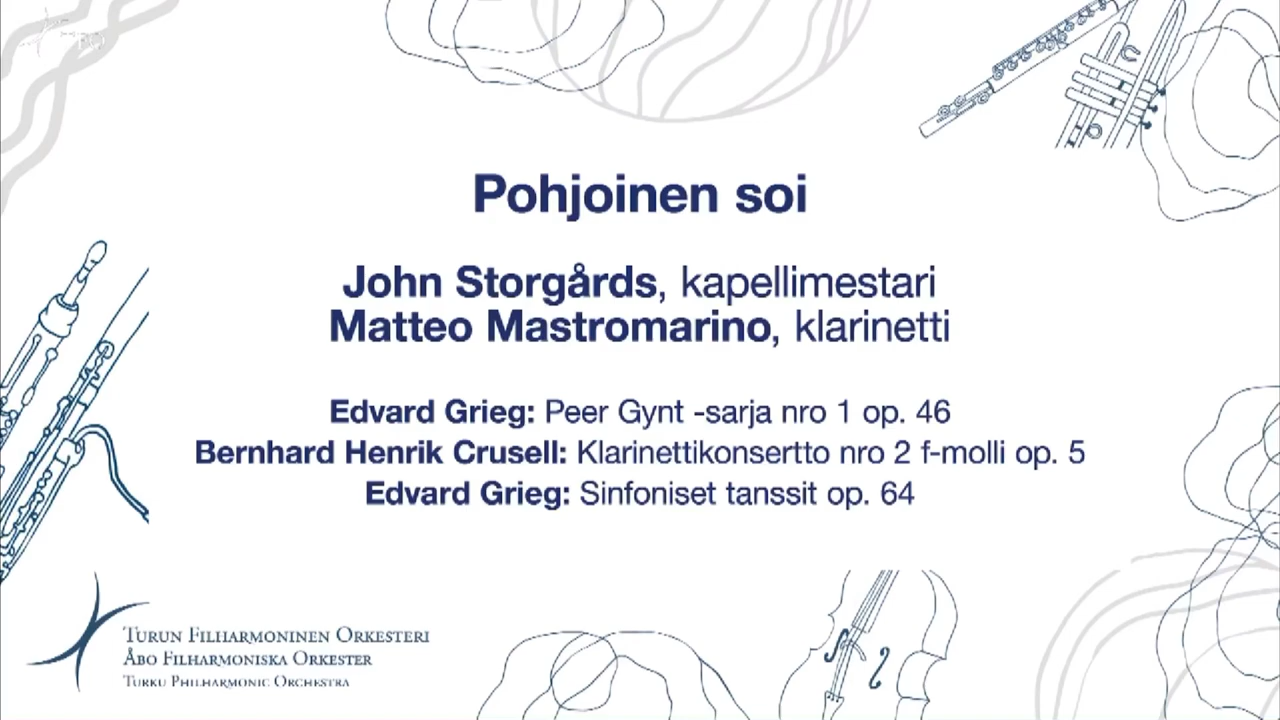 Pohjoinen soi
John Storgårds, kapellimestari
Matteo Mastromarino, klarinetti
Edvard Grieg: Peer Gynt -sarja nro 1 op. 46
Bernhard Henrik Crusell: Klarinettikonsertto nro 2 f-molli op. 5
Edvard Grieg: Sinfoniset tanssit op. 64
Turun Filharmoninen Orkesteri
Åbo Filharmoniska Orkester
Turku Philharmonic Orchestra